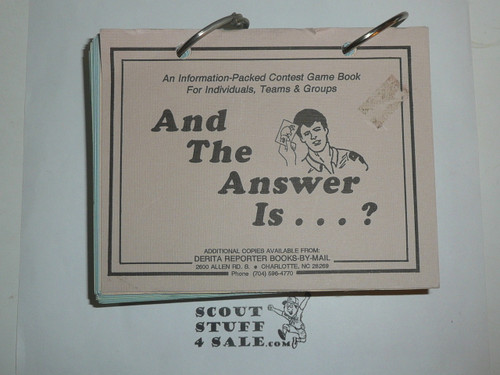 An Information-Packed Contest Game Book
For Individuals, Teams & Groups
And
The
Answer
Is . . . ?
ADDITIONAL COPIES AVAILABLE FROM:
DERITA REPORTER BOOKS-BY-MAIL
2600 ALLEN RD. B. ● CHARLOTTE, NC 28269
Phone (704) 596-4770
SCOUT
STUFF
4 SALE.COM